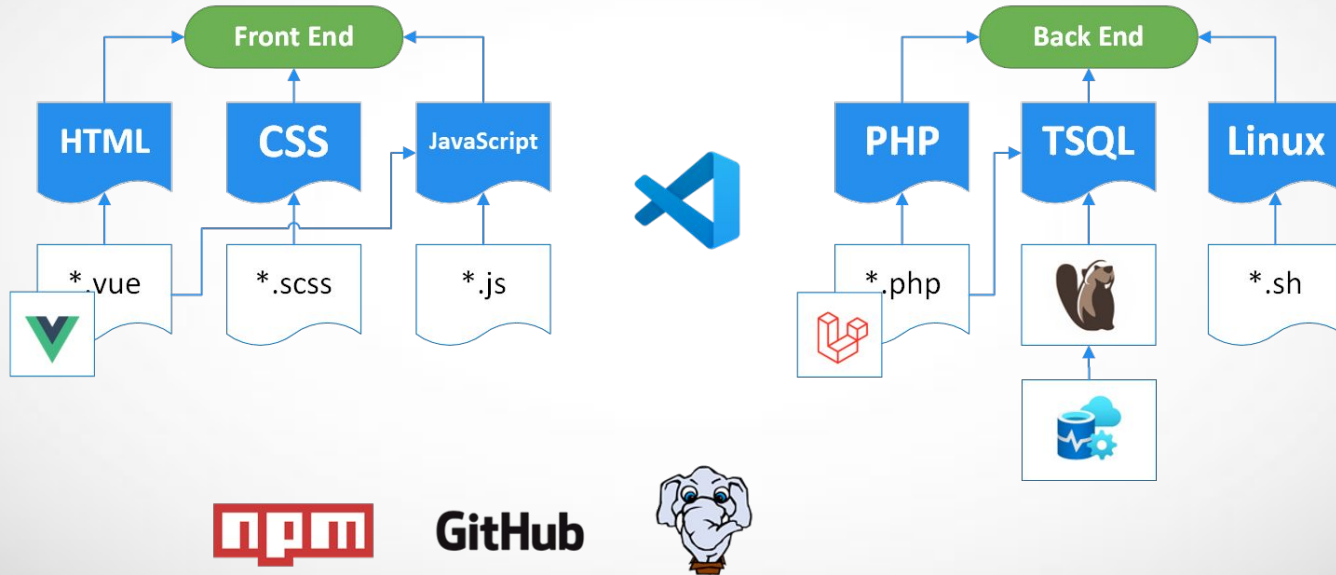 Front End
Back End
HTML
CSS
JavaScript
PHP
TSQL
Linux
*.vue
*.scss
*.js
*.php
*.sh
npm
GitHub